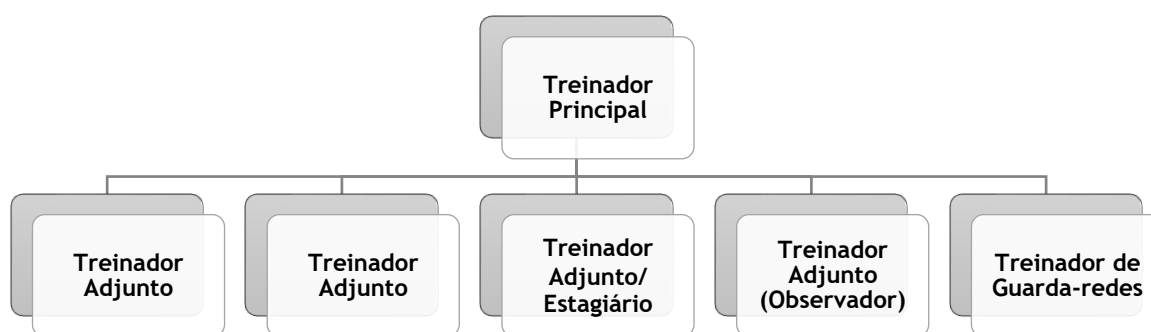 Treinador
Principal
Treinador
Adjunto
Treinador
Adjunto
Treinador
Adjunto/
Estagiário
Treinador
Adjunto
(Observador)
Treinador de
Guarda-redes